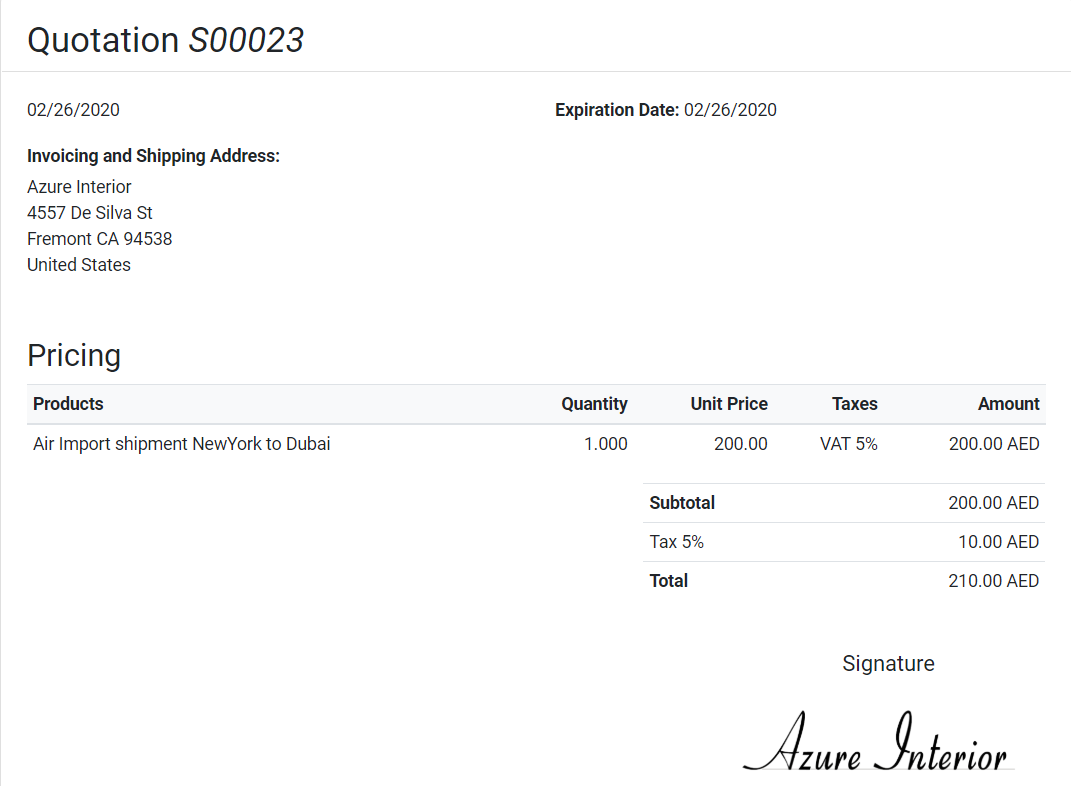 Quotation S00023
02/26/2020 Expiration Date: 02/26/2020
Invoicing and Shipping Address:
Azure Interior
4557 De Silva St
Fremont CA 94538
United States
Pricing
Products Quantity Unit Price Taxes Amount
Air Import shipment NewYork to Dubai 1.000 200.00 VAT 5% 200.00 AED
Subtotal 200.00 AED
Tax 5% 10.00 AED
Total 210.00 AED
Signature
Azure Interior